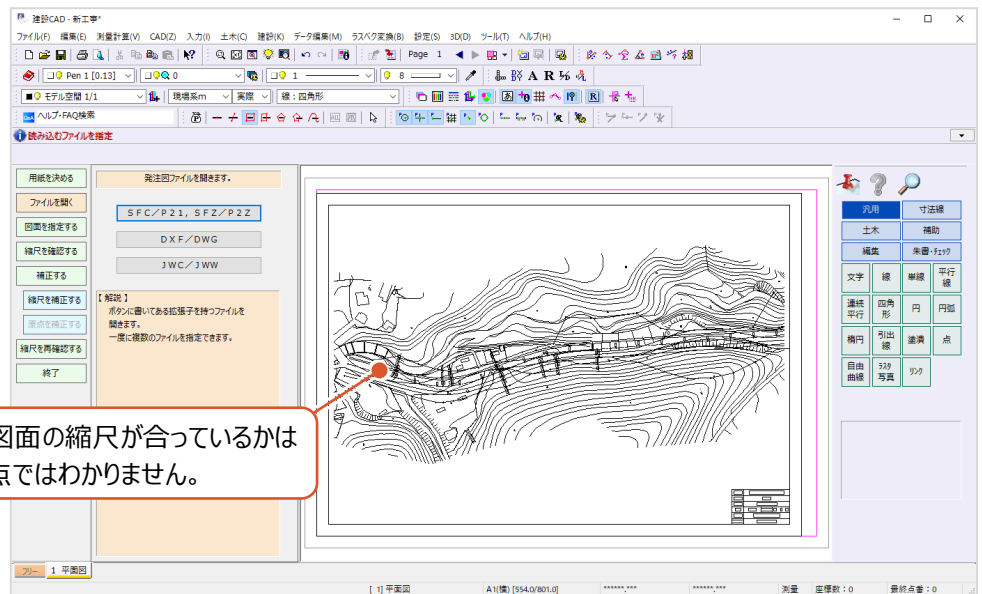 建設CAD - 新工事*
ファイル(F) 編集(E) 測量計算(V) CAD(Z) 入力(I) 土木(C) 建設(K) データ編集(M) ラスベク変換(B) 設定(S) 3D(D) ツール(T) ヘルプ(H)
Page 1
Pen 1 [0.13] 0 1 8
モデル空間 1/1 現場系m 実際 線：四角形
ヘルプ・FAQ検索
読み込むファイルを指定
用紙を決める
ファイルを開く
図面を指定する
縮尺を確認する
補正する
縮尺を補正する
原点を補正する
縮尺を再確認する
終了
発注図ファイルを開きます。
ＳＦＣ／Ｐ２１，ＳＦＺ／Ｐ２Ｚ
ＤＸＦ／ＤＷＧ
ＪＷＣ／ＪＷＷ
【 解説 】
ボタンに書いてある拡張子を持つファイルを
開きます。
一度に複数のファイルを指定できます。
図面の縮尺が合っているかは
点ではわかりません。
汎用 寸法線
土木 補助
編集 朱書・ﾁｪｯｸ
文字 線 単線 平行線
連続平行 四角形 円 円弧
楕円 引出線 塗潰 点
自由曲線 ﾗｽﾀ写真 ﾘﾝｸ
フリー 1 平面図
[ 1] 平面図 A1(横) [554.0/801.0] ******.*** ******.*** 測量 座標数：0 最終点番：0